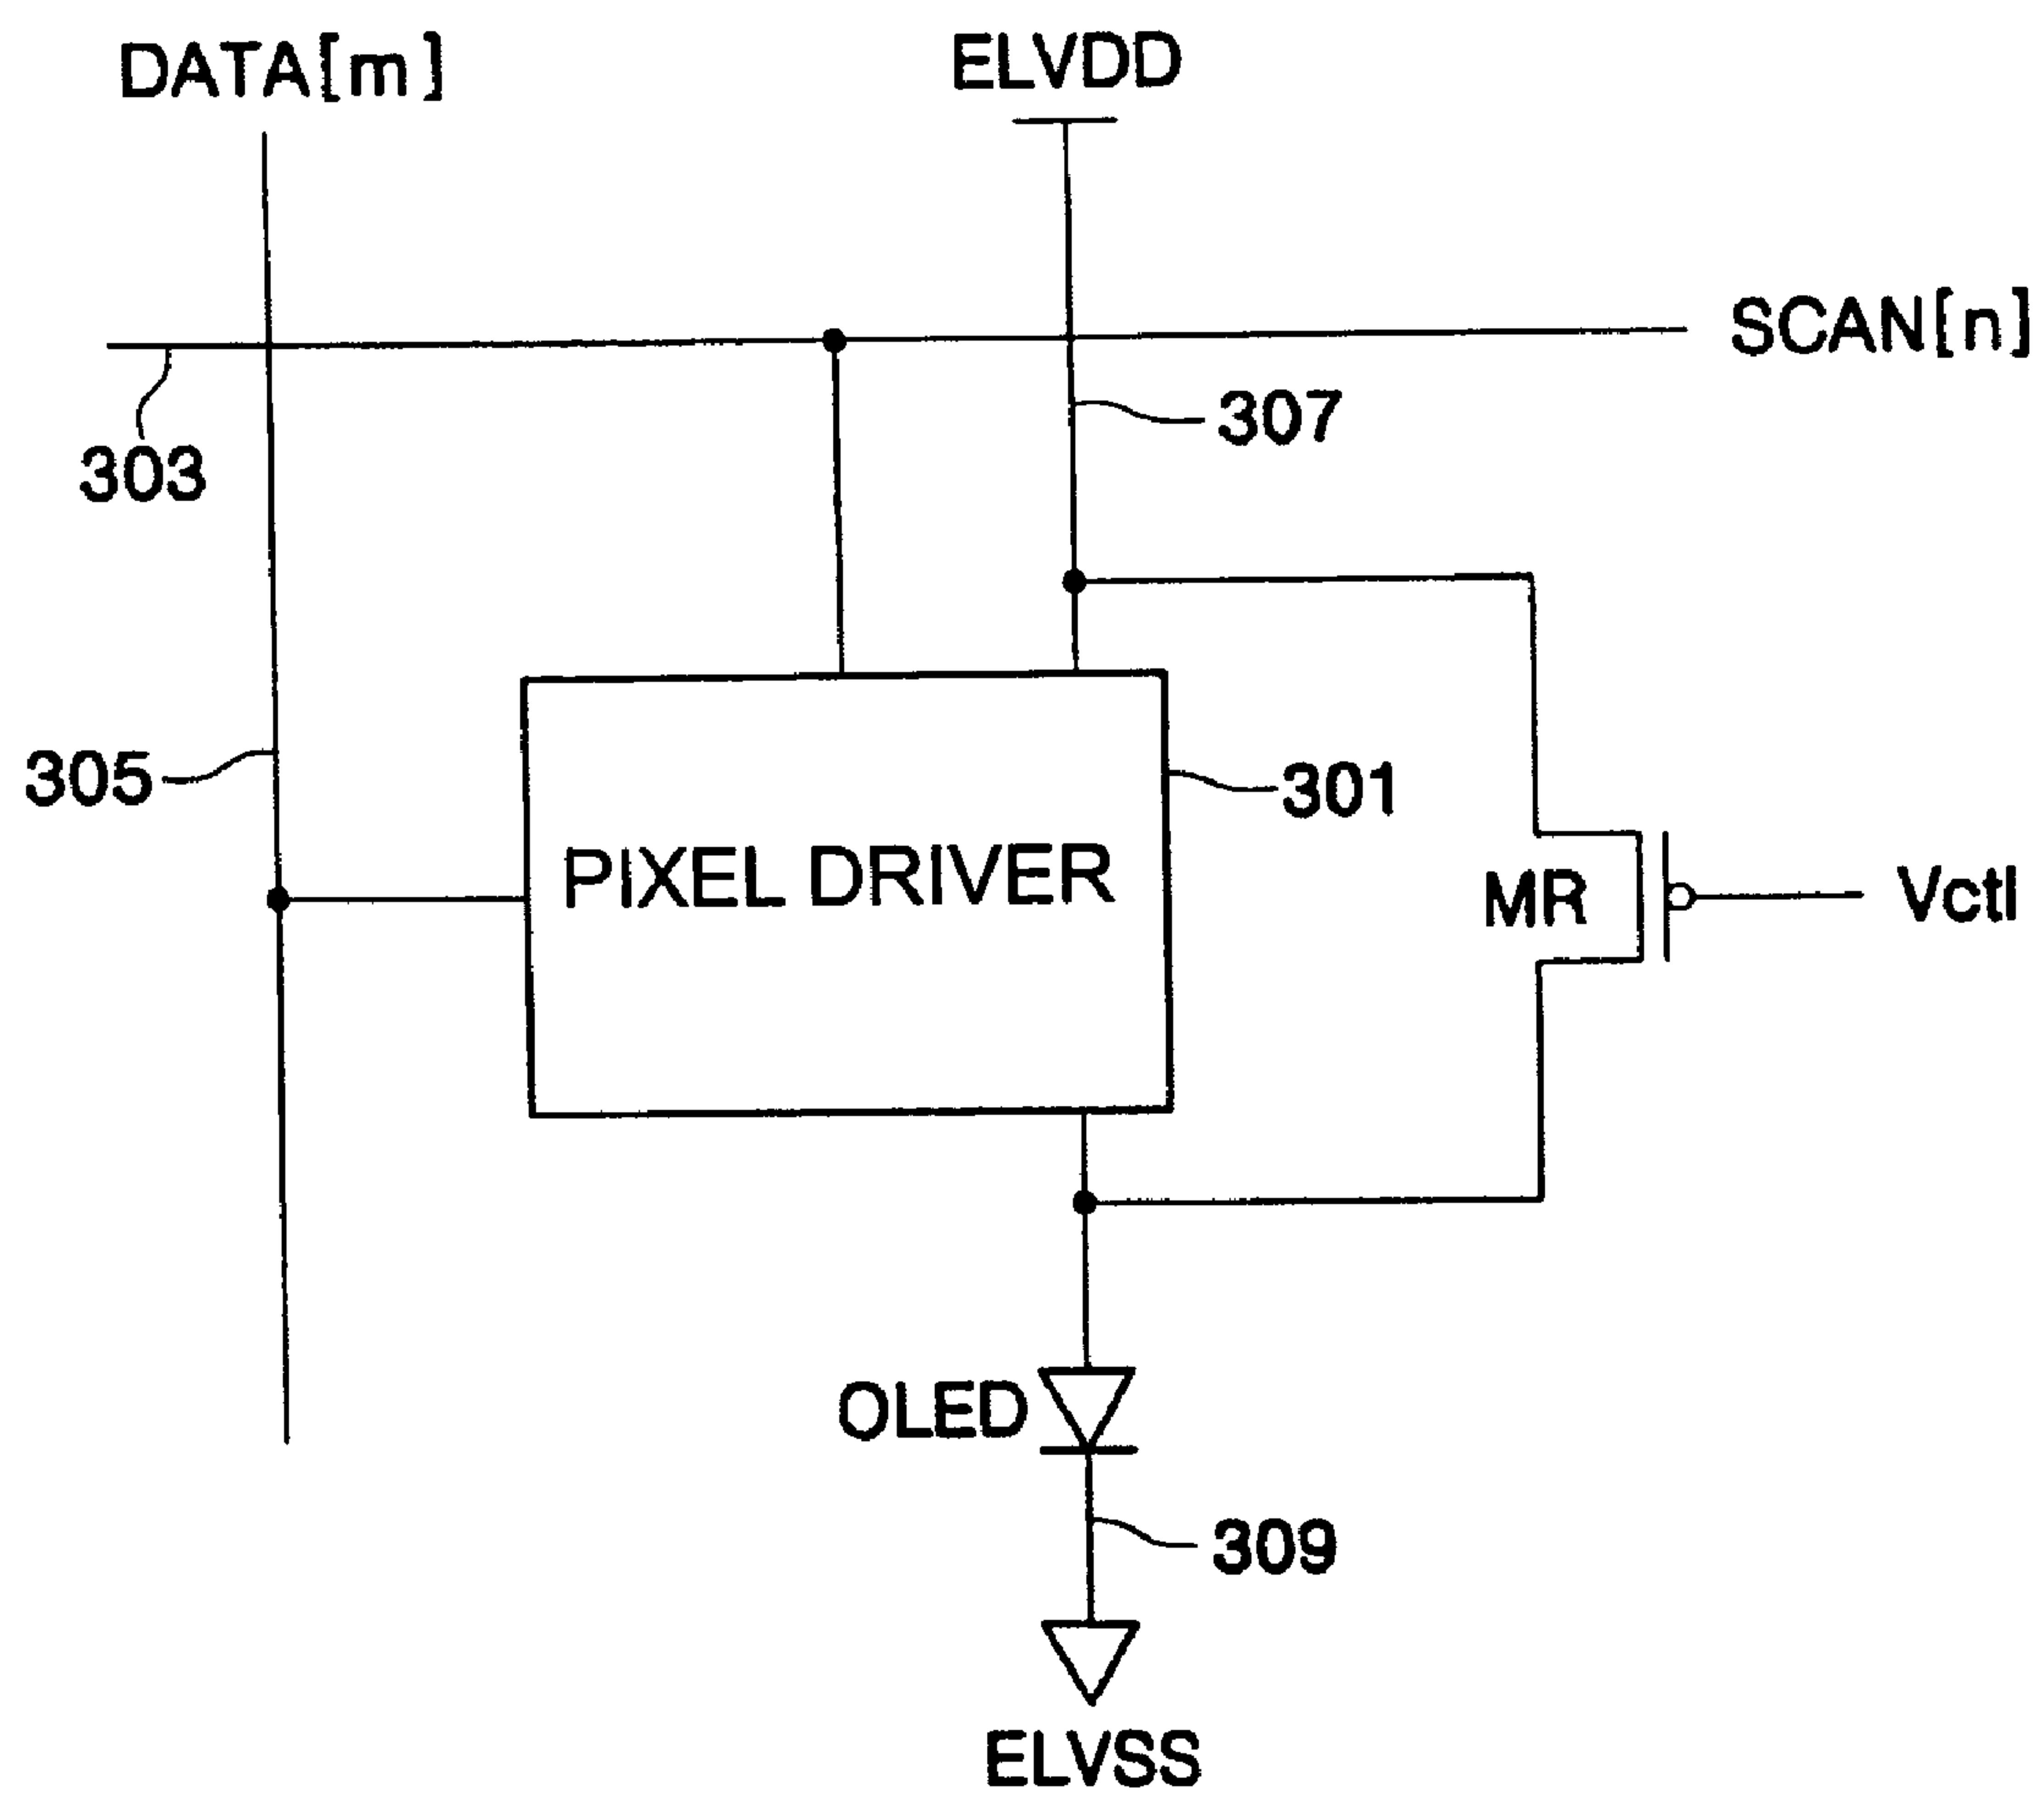 DATA[m]
ELVDD
SCAN[n]
307
303
305
301
PIXEL DRIVER
MR
Vctl
OLED
309
ELVSS